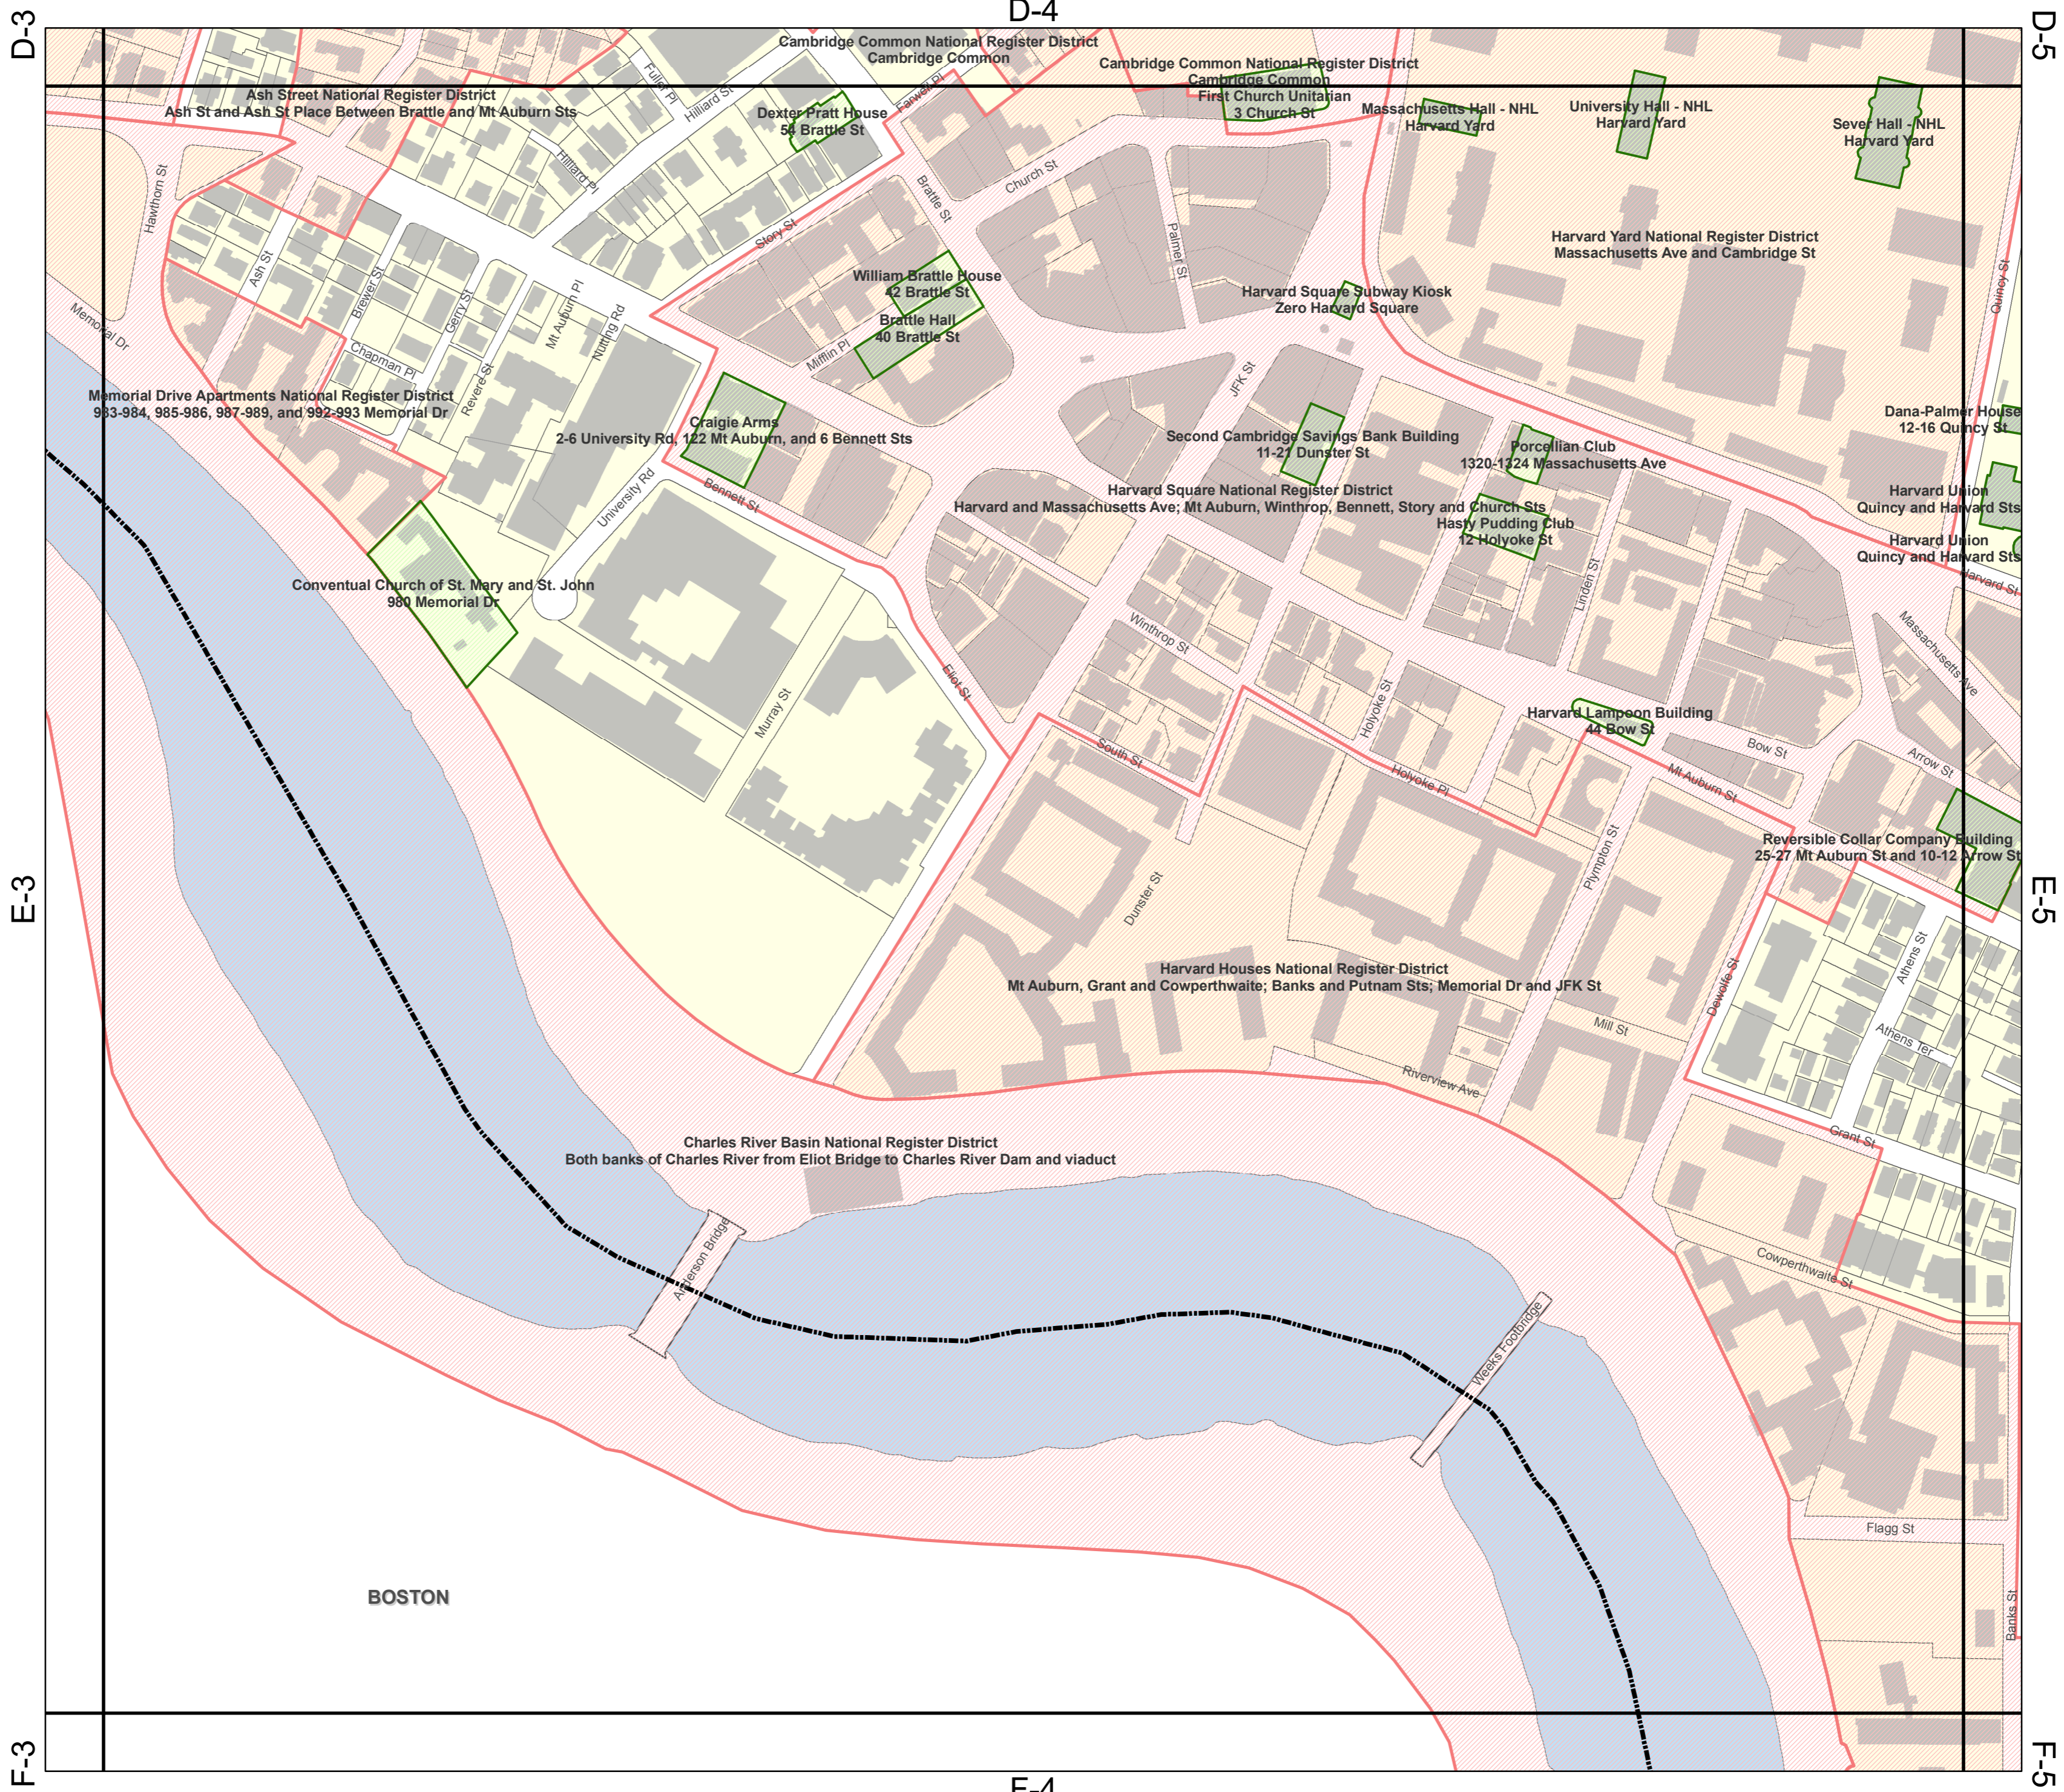 D-3
D-4
D-5
Cambridge Common National Register District
Cambridge Common
Cambridge Common National Register District
Cambridge Common
First Church Unitarian
3 Church St
Fuller Pl
Hilliard St
Farwell Pl
Ash Street National Register District
Ash St and Ash St Place Between Brattle and Mt Auburn Sts
Dexter Pratt House
54 Brattle St
Massachusetts Hall - NHL
Harvard Yard
University Hall - NHL
Harvard Yard
Sever Hall - NHL
Harvard Yard
Hilliard Pl
Church St
Hawthorn St
Brattle St
Story St
Palmer St
Ash St
Brewer St
Gerry St
Mt Auburn Pl
Nutting Rd
Harvard Yard National Register District
Massachusetts Ave and Cambridge St
Quincy St
William Brattle House
42 Brattle St
Harvard Square Subway Kiosk
Zero Harvard Square
Brattle Hall
40 Brattle St
Memorial Dr
Chapman Pl
Revere St
Mifflin Pl
JFK St
Memorial Drive Apartments National Register District
983-984, 985-986, 987-989, and 992-993 Memorial Dr
Craigie Arms
2-6 University Rd, 122 Mt Auburn, and 6 Bennett Sts
Second Cambridge Savings Bank Building
11-21 Dunster St
Porcellian Club
1320-1324 Massachusetts Ave
Dana-Palmer House
12-16 Quincy St
University Rd
Bennett St
Harvard Square National Register District
Harvard and Massachusetts Ave; Mt Auburn, Winthrop, Bennett, Story and Church Sts
Hasty Pudding Club
12 Holyoke St
Harvard Union
Quincy and Harvard Sts
Harvard Union
Quincy and Harvard Sts
Harvard St
Linden St
Conventual Church of St. Mary and St. John
980 Memorial Dr
Winthrop St
Massachusetts Ave
Eliot St
Murray St
Holyoke St
Harvard Lampoon Building
44 Bow St
South St
Holyoke Pl
Bow St
Arrow St
Mt Auburn St
Reversible Collar Company Building
25-27 Mt Auburn St and 10-12 Arrow St
Plympton St
E-3
E-5
Dunster St
Athens St
Dewolfe St
Harvard Houses National Register District
Mt Auburn, Grant and Cowperthwaite; Banks and Putnam Sts; Memorial Dr and JFK St
Mill St
Athens Ter
Riverview Ave
Grant St
Charles River Basin National Register District
Both banks of Charles River from Eliot Bridge to Charles River Dam and viaduct
Anderson Bridge
Cowperthwaite St
Weeks Footbridge
Flagg St
BOSTON
Banks St
F-3
F-4
F-5